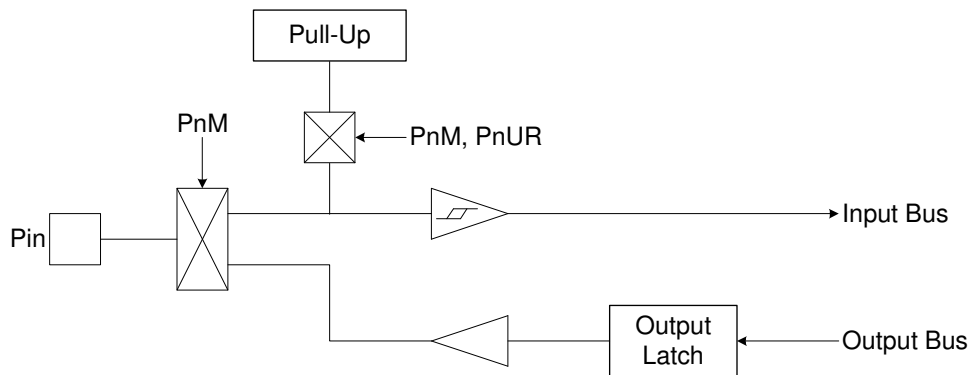 Pull-Up
PnM
PnM, PnUR
Pin
Input Bus
Output
Latch
Output Bus